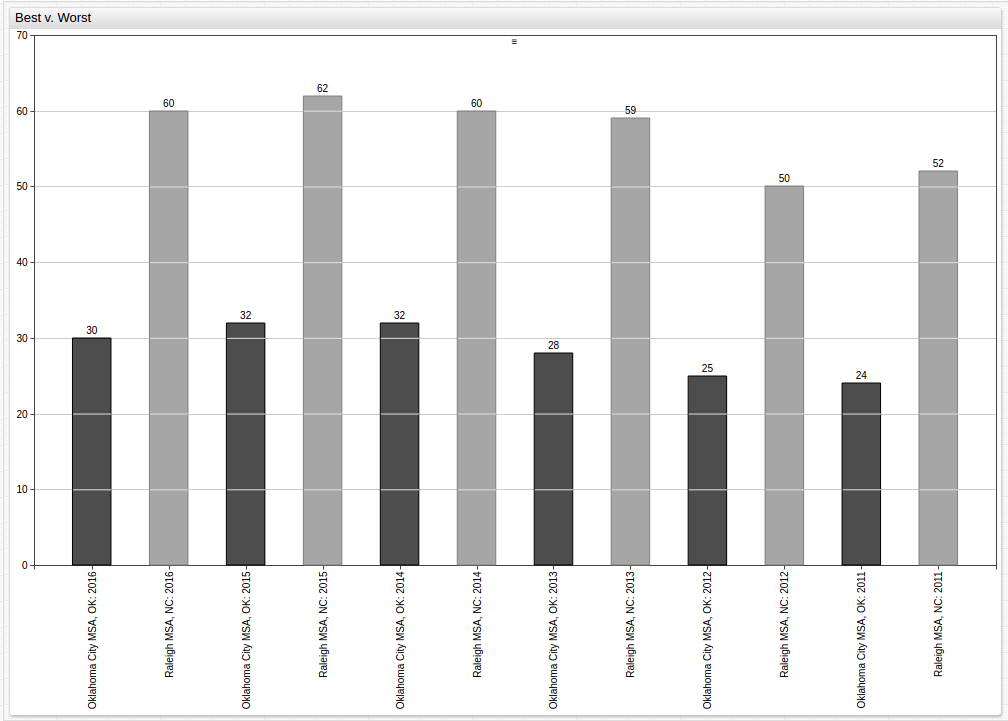 Best v. Worst
70
60
50
40
30
20
10
0
30
60
32
62
32
60
28
59
25
50
24
52
Oklahoma City MSA, OK: 2016
Raleigh MSA, NC: 2016
Oklahoma City MSA, OK: 2015
Raleigh MSA, NC: 2015
Oklahoma City MSA, OK: 2014
Raleigh MSA, NC: 2014
Oklahoma City MSA, OK: 2013
Raleigh MSA, NC: 2013
Oklahoma City MSA, OK: 2012
Raleigh MSA, NC: 2012
Oklahoma City MSA, OK: 2011
Raleigh MSA, NC: 2011